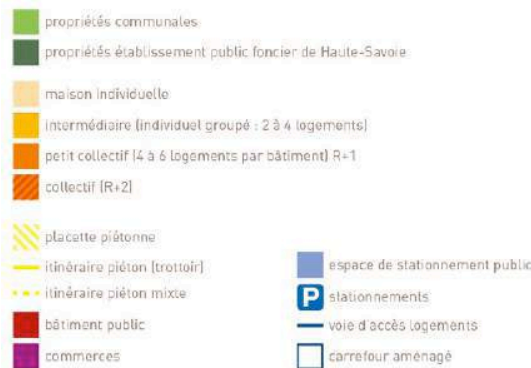 propriétés communales
propriétés établissement public foncier de Haute-Savoie
maison individuelle
intermédiaire (individuel groupé : 2 à 4 logements)
petit collectif (4 à 6 logements par bâtiment) R+1
collectif (R+2)
placette piétonne
itinéraire piéton (trottoir)
itinéraire piéton mixte
bâtiment public
commerces
espace de stationnement public
P stationnements
voie d'accès logements
carrefour aménagé